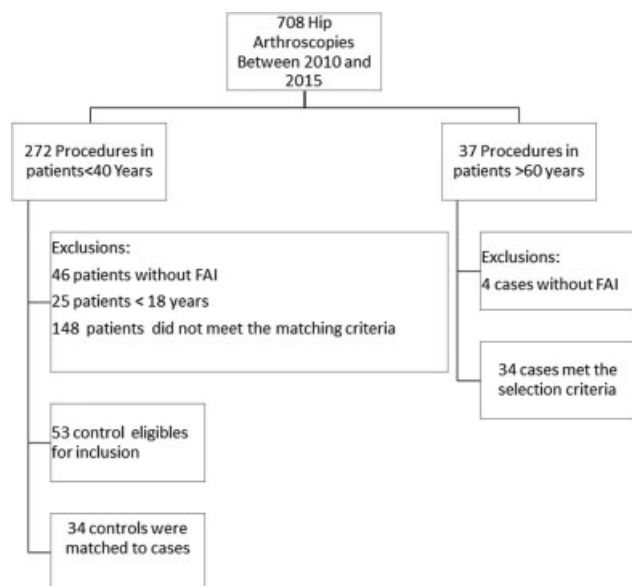 708 Hip
Arthroscopies
Between 2010 and
2015
272 Procedures in
patients<40 Years
37 Procedures in
patients >60 years
Exclusions:
46 patients without FAI
25 patients < 18 years
148 patients did not meet the matching criteria
Exclusions:
4 cases without FAI
34 cases met the
selection criteria
53 control eligibles
for inclusion
34 controls were
matched to cases